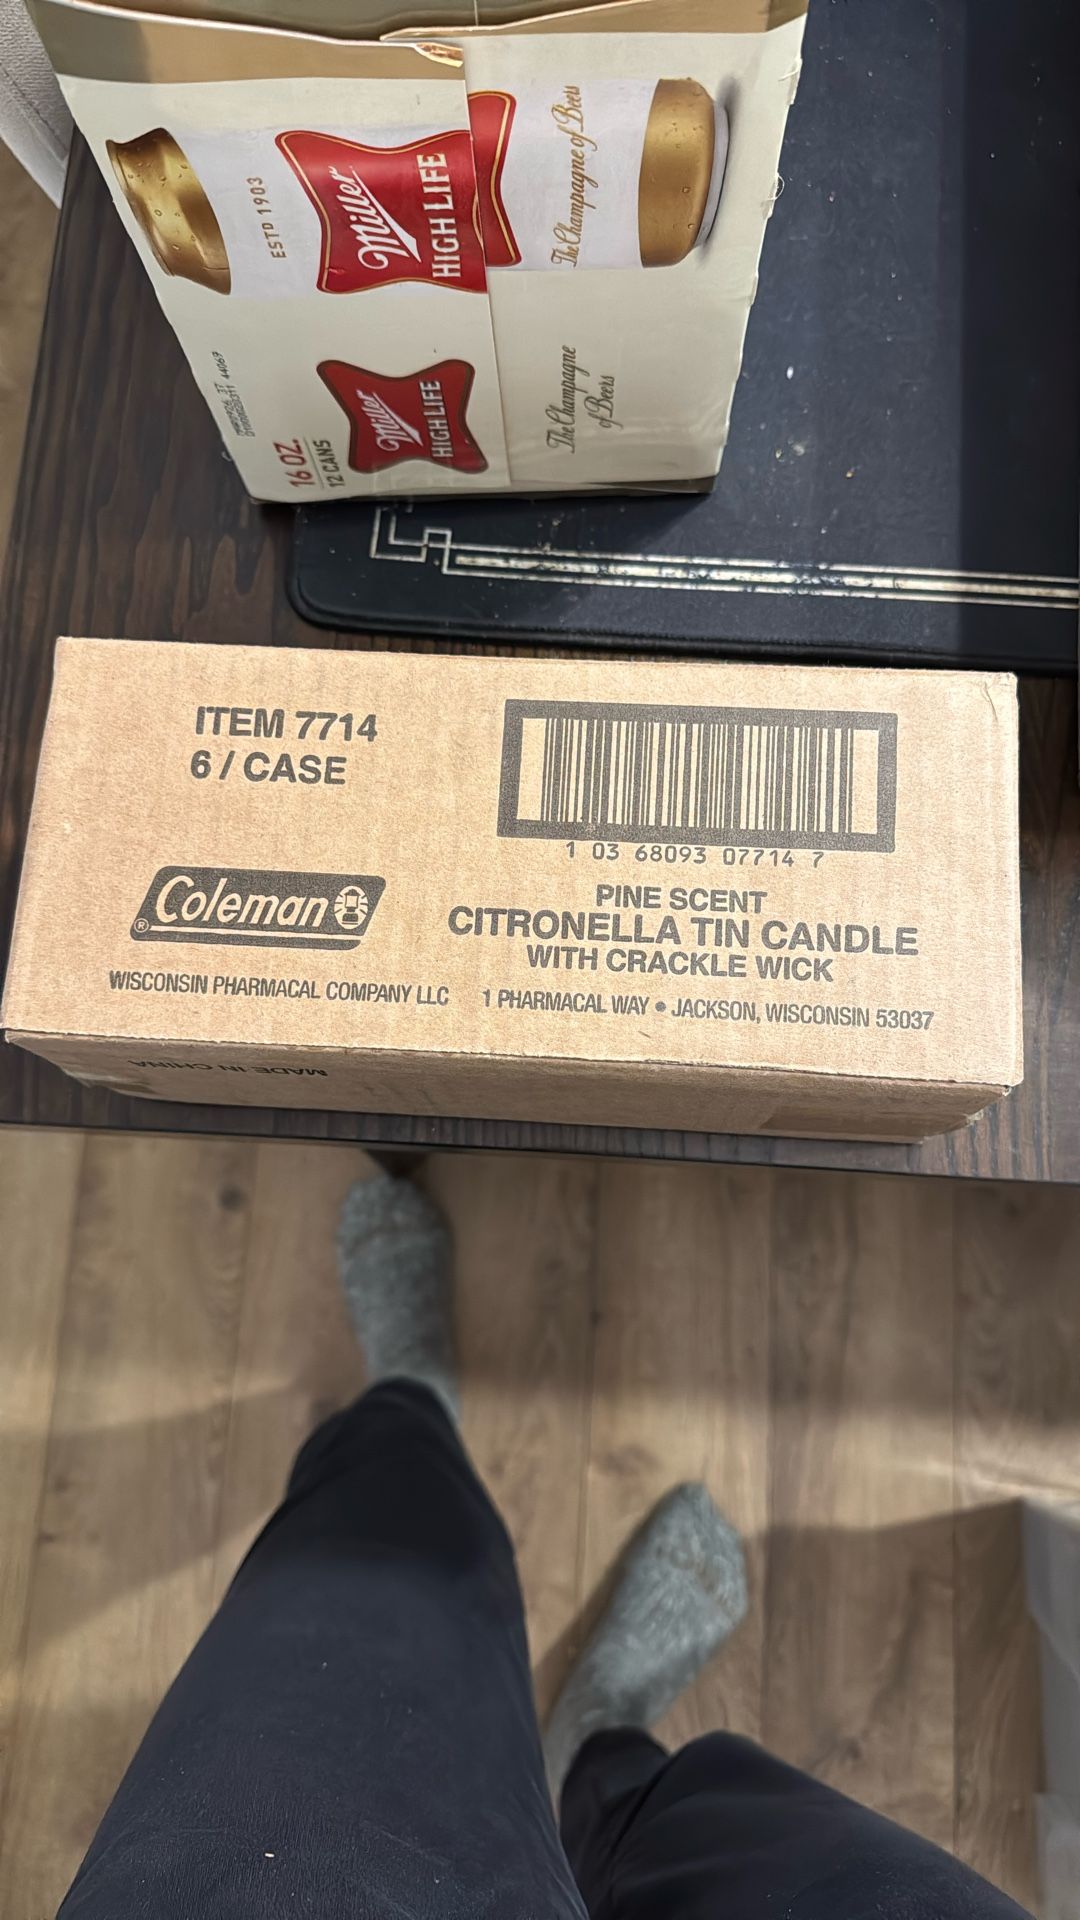 ESTD 1903
Miller
HIGH LIFE
The Champagne of Beers
16 OZ.
12 CANS
Miller
HIGH LIFE
The Champagne
of Beers
ITEM 7714
6 / CASE
1 03 68093 07714 7
Coleman ®
PINE SCENT
CITRONELLA TIN CANDLE
WITH CRACKLE WICK
WISCONSIN PHARMACAL COMPANY LLC 1 PHARMACAL WAY • JACKSON, WISCONSIN 53037
MADE IN CHINA